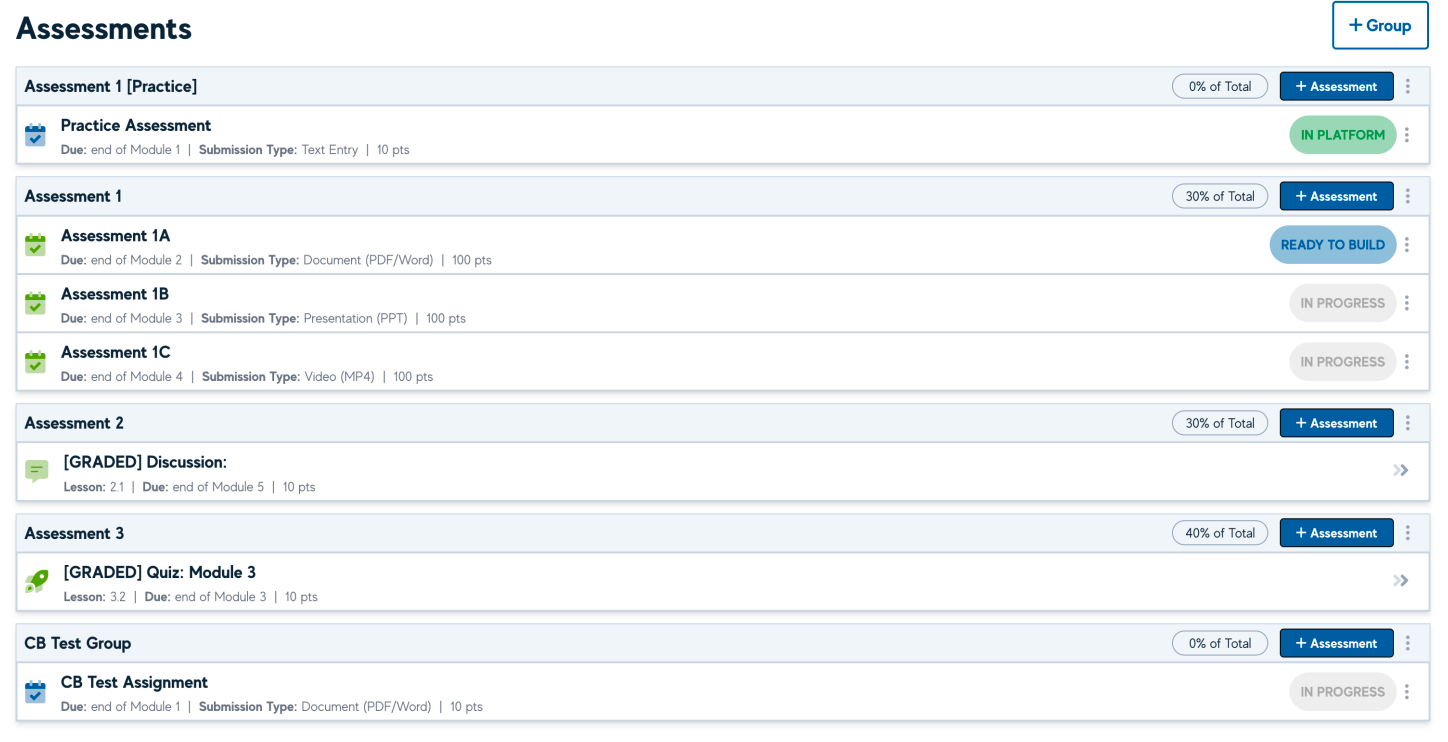 Assessments
+ Group
Assessment 1 [Practice] 0% of Total + Assessment
Practice Assessment
Due: end of Module 1 | Submission Type: Text Entry | 10 pts
IN PLATFORM
Assessment 1 30% of Total + Assessment
Assessment 1A
Due: end of Module 2 | Submission Type: Document (PDF/Word) | 100 pts
READY TO BUILD
Assessment 1B
Due: end of Module 3 | Submission Type: Presentation (PPT) | 100 pts
IN PROGRESS
Assessment 1C
Due: end of Module 4 | Submission Type: Video (MP4) | 100 pts
IN PROGRESS
Assessment 2 30% of Total + Assessment
[GRADED] Discussion:
Lesson: 2.1 | Due: end of Module 5 | 10 pts
Assessment 3 40% of Total + Assessment
[GRADED] Quiz: Module 3
Lesson: 3.2 | Due: end of Module 3 | 10 pts
CB Test Group 0% of Total + Assessment
CB Test Assignment
Due: end of Module 1 | Submission Type: Document (PDF/Word) | 10 pts
IN PROGRESS